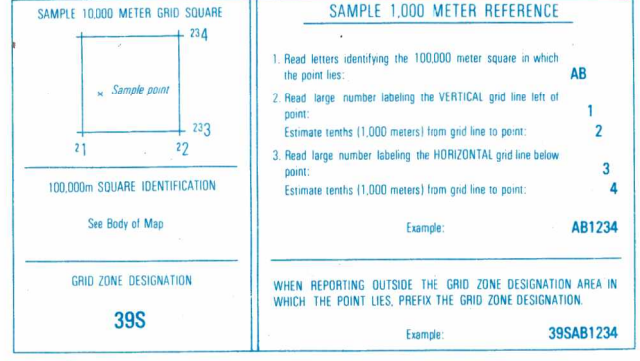 SAMPLE 10,000 METER GRID SQUARE
234
Sample point
233
21
22
100,000m SQUARE IDENTIFICATION
See Body of Map
GRID ZONE DESIGNATION
39S
SAMPLE 1,000 METER REFERENCE
1. Read letters identifying the 100,000 meter square in which
the point lies:
AB
2. Read large number labeling the VERTICAL grid line left of
point:
1
Estimate tenths (1,000 meters) from grid line to point:
2
3. Read large number labeling the HORIZONTAL grid line below
point:
3
Estimate tenths (1,000 meters) from grid line to point:
4
Example:
AB1234
WHEN REPORTING OUTSIDE THE GRID ZONE DESIGNATION AREA IN
WHICH THE POINT LIES, PREFIX THE GRID ZONE DESIGNATION.
Example:
39SAB1234